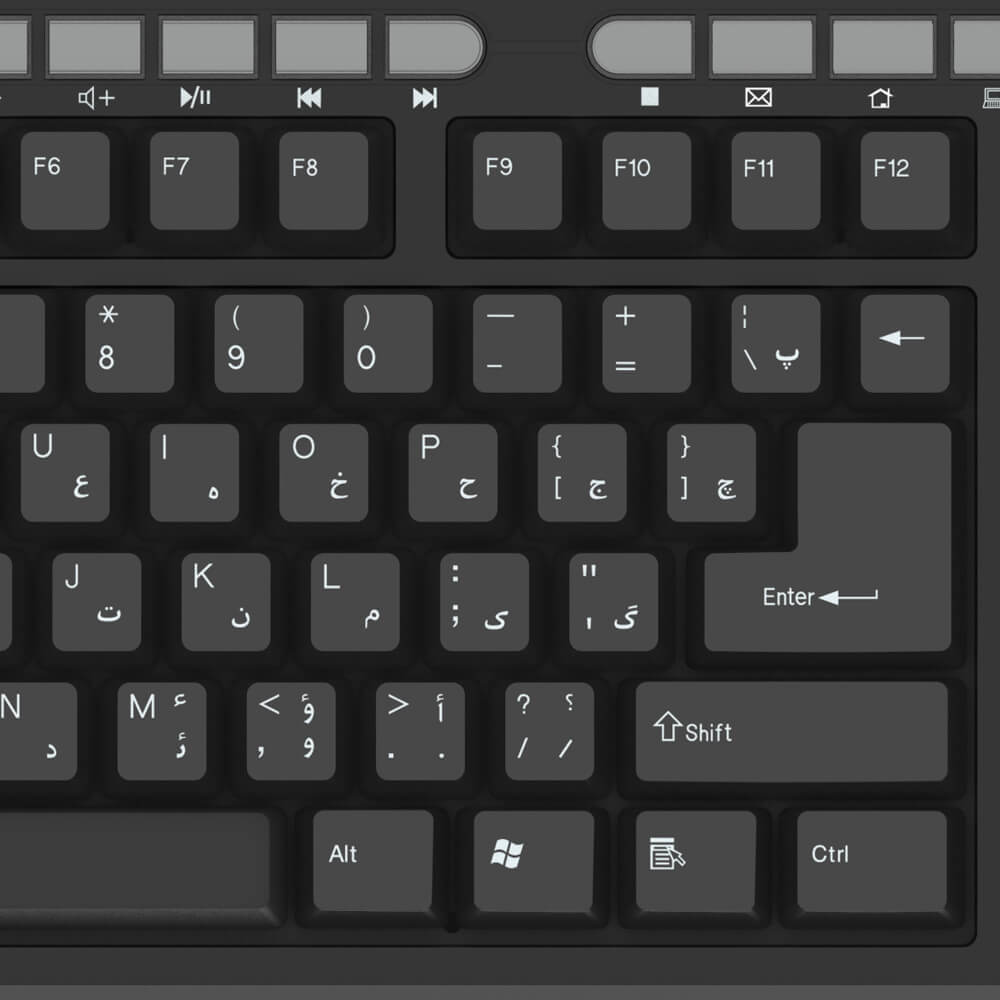 F6 F7 F8 F9 F10 F11 F12
* ( ) — + ¦
8 9 0 - = \ پ
U I O P { }
ع ه خ ح [ ج ] چ
J K L : "
ت ن م ; ک ' گ
N M ء < ؤ > أ ? ؟
د ئ , و . . / /
Enter
Shift
Alt Ctrl